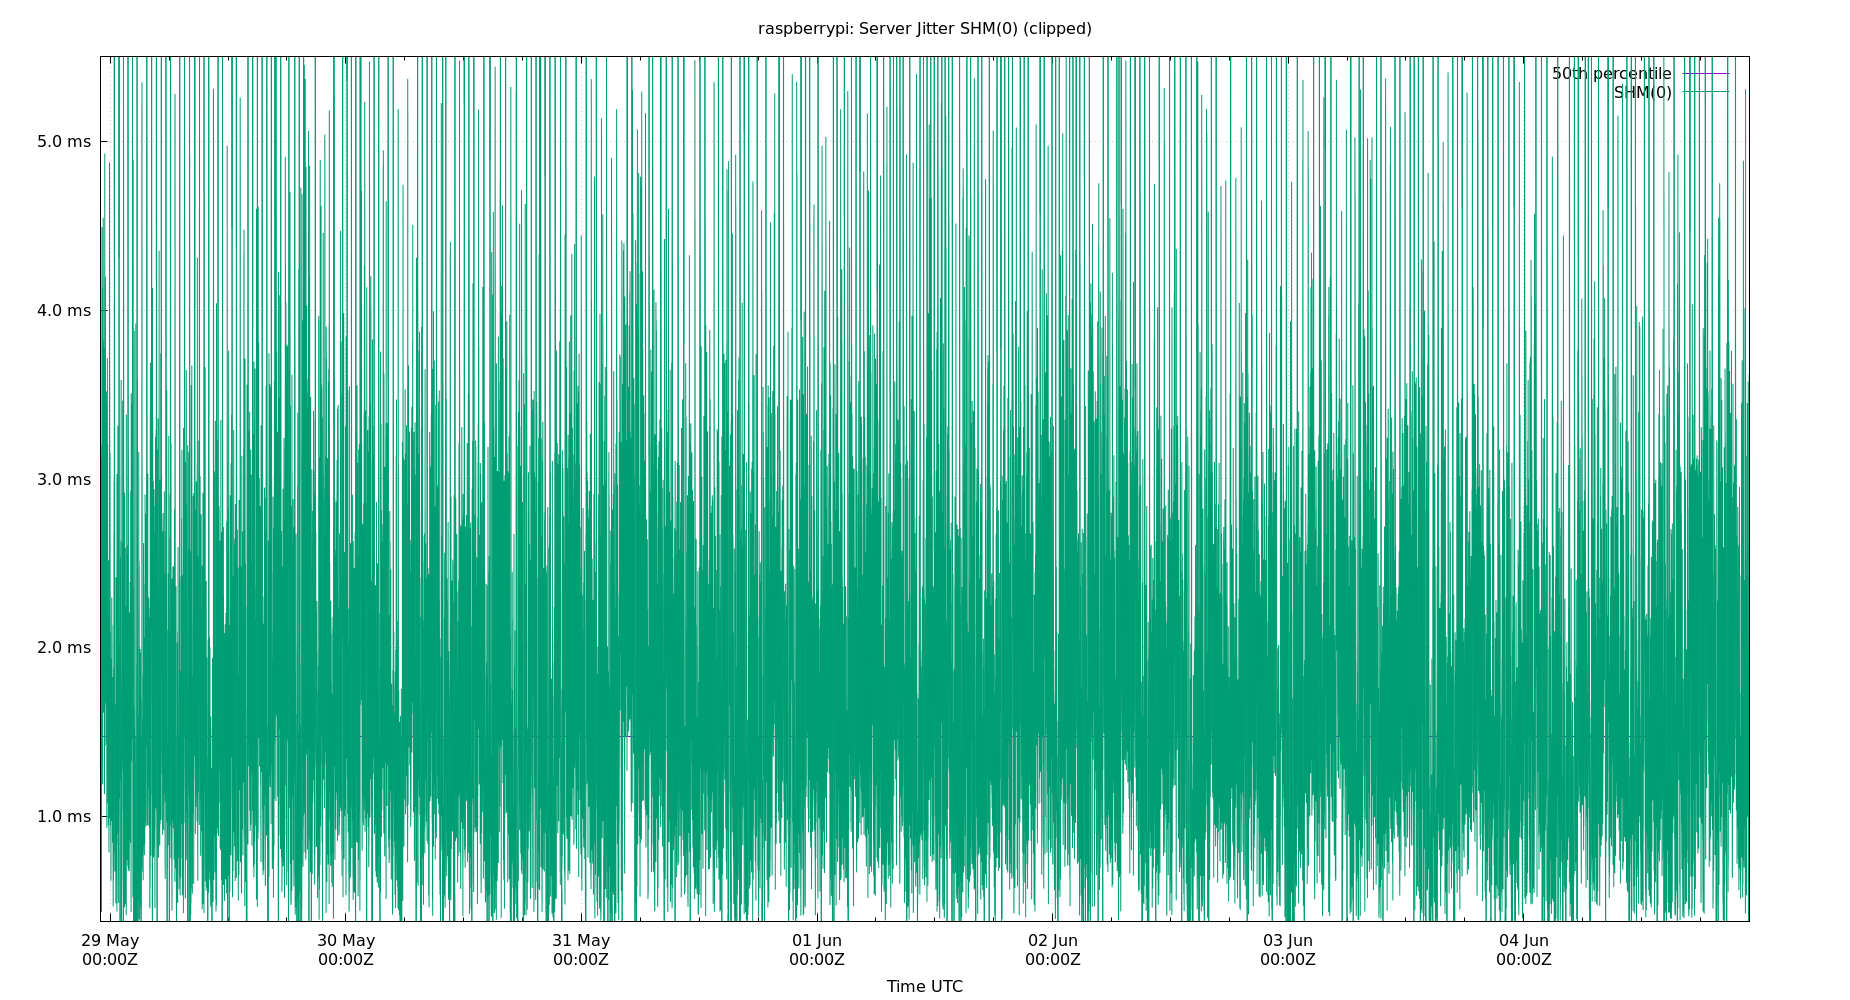 raspberrypi: Server Jitter SHM(0) (clipped)
50th percentile
SHM(0)
5.0 ms
4.0 ms
3.0 ms
2.0 ms
1.0 ms
29 May 30 May 31 May 01 Jun 02 Jun 03 Jun 04 Jun
00:00Z 00:00Z 00:00Z 00:00Z 00:00Z 00:00Z 00:00Z
Time UTC